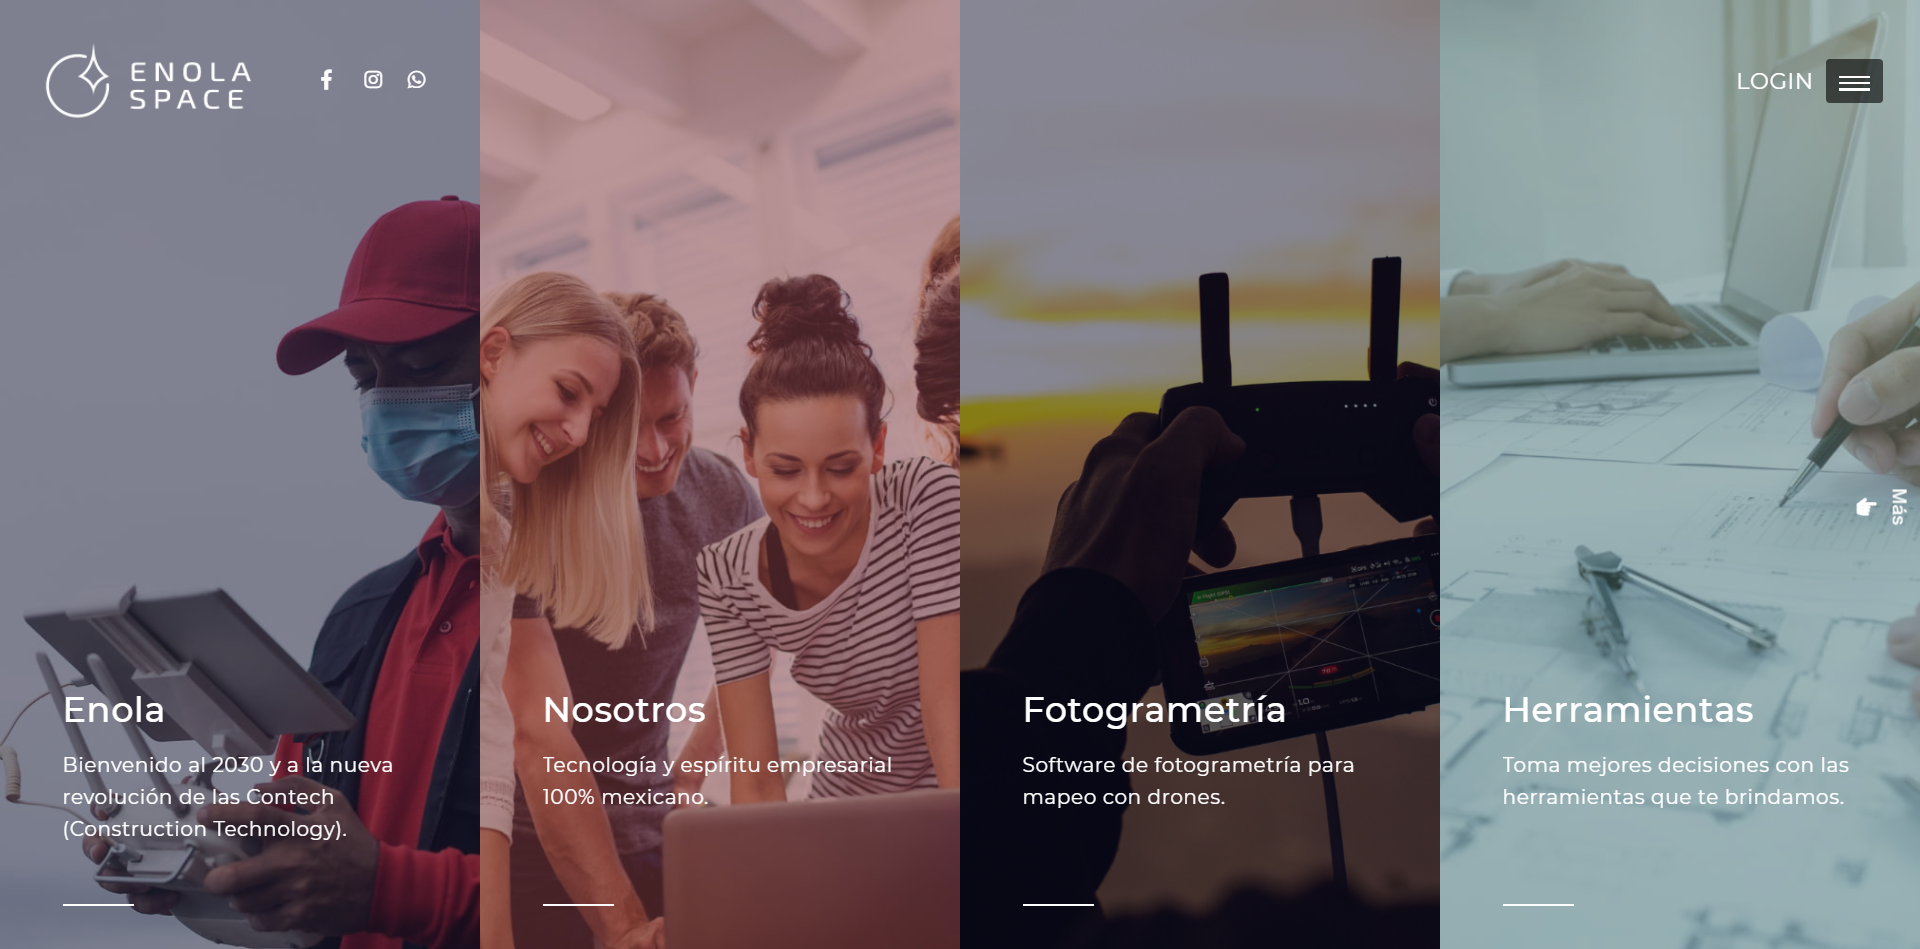 ENOLA
SPACE
LOGIN
Más
Enola
Bienvenido al 2030 y a la nueva
revolución de las Contech
(Construction Technology).
Nosotros
Tecnología y espíritu empresarial
100% mexicano.
Fotogrametría
Software de fotogrametría para
mapeo con drones.
Herramientas
Toma mejores decisiones con las
herramientas que te brindamos.